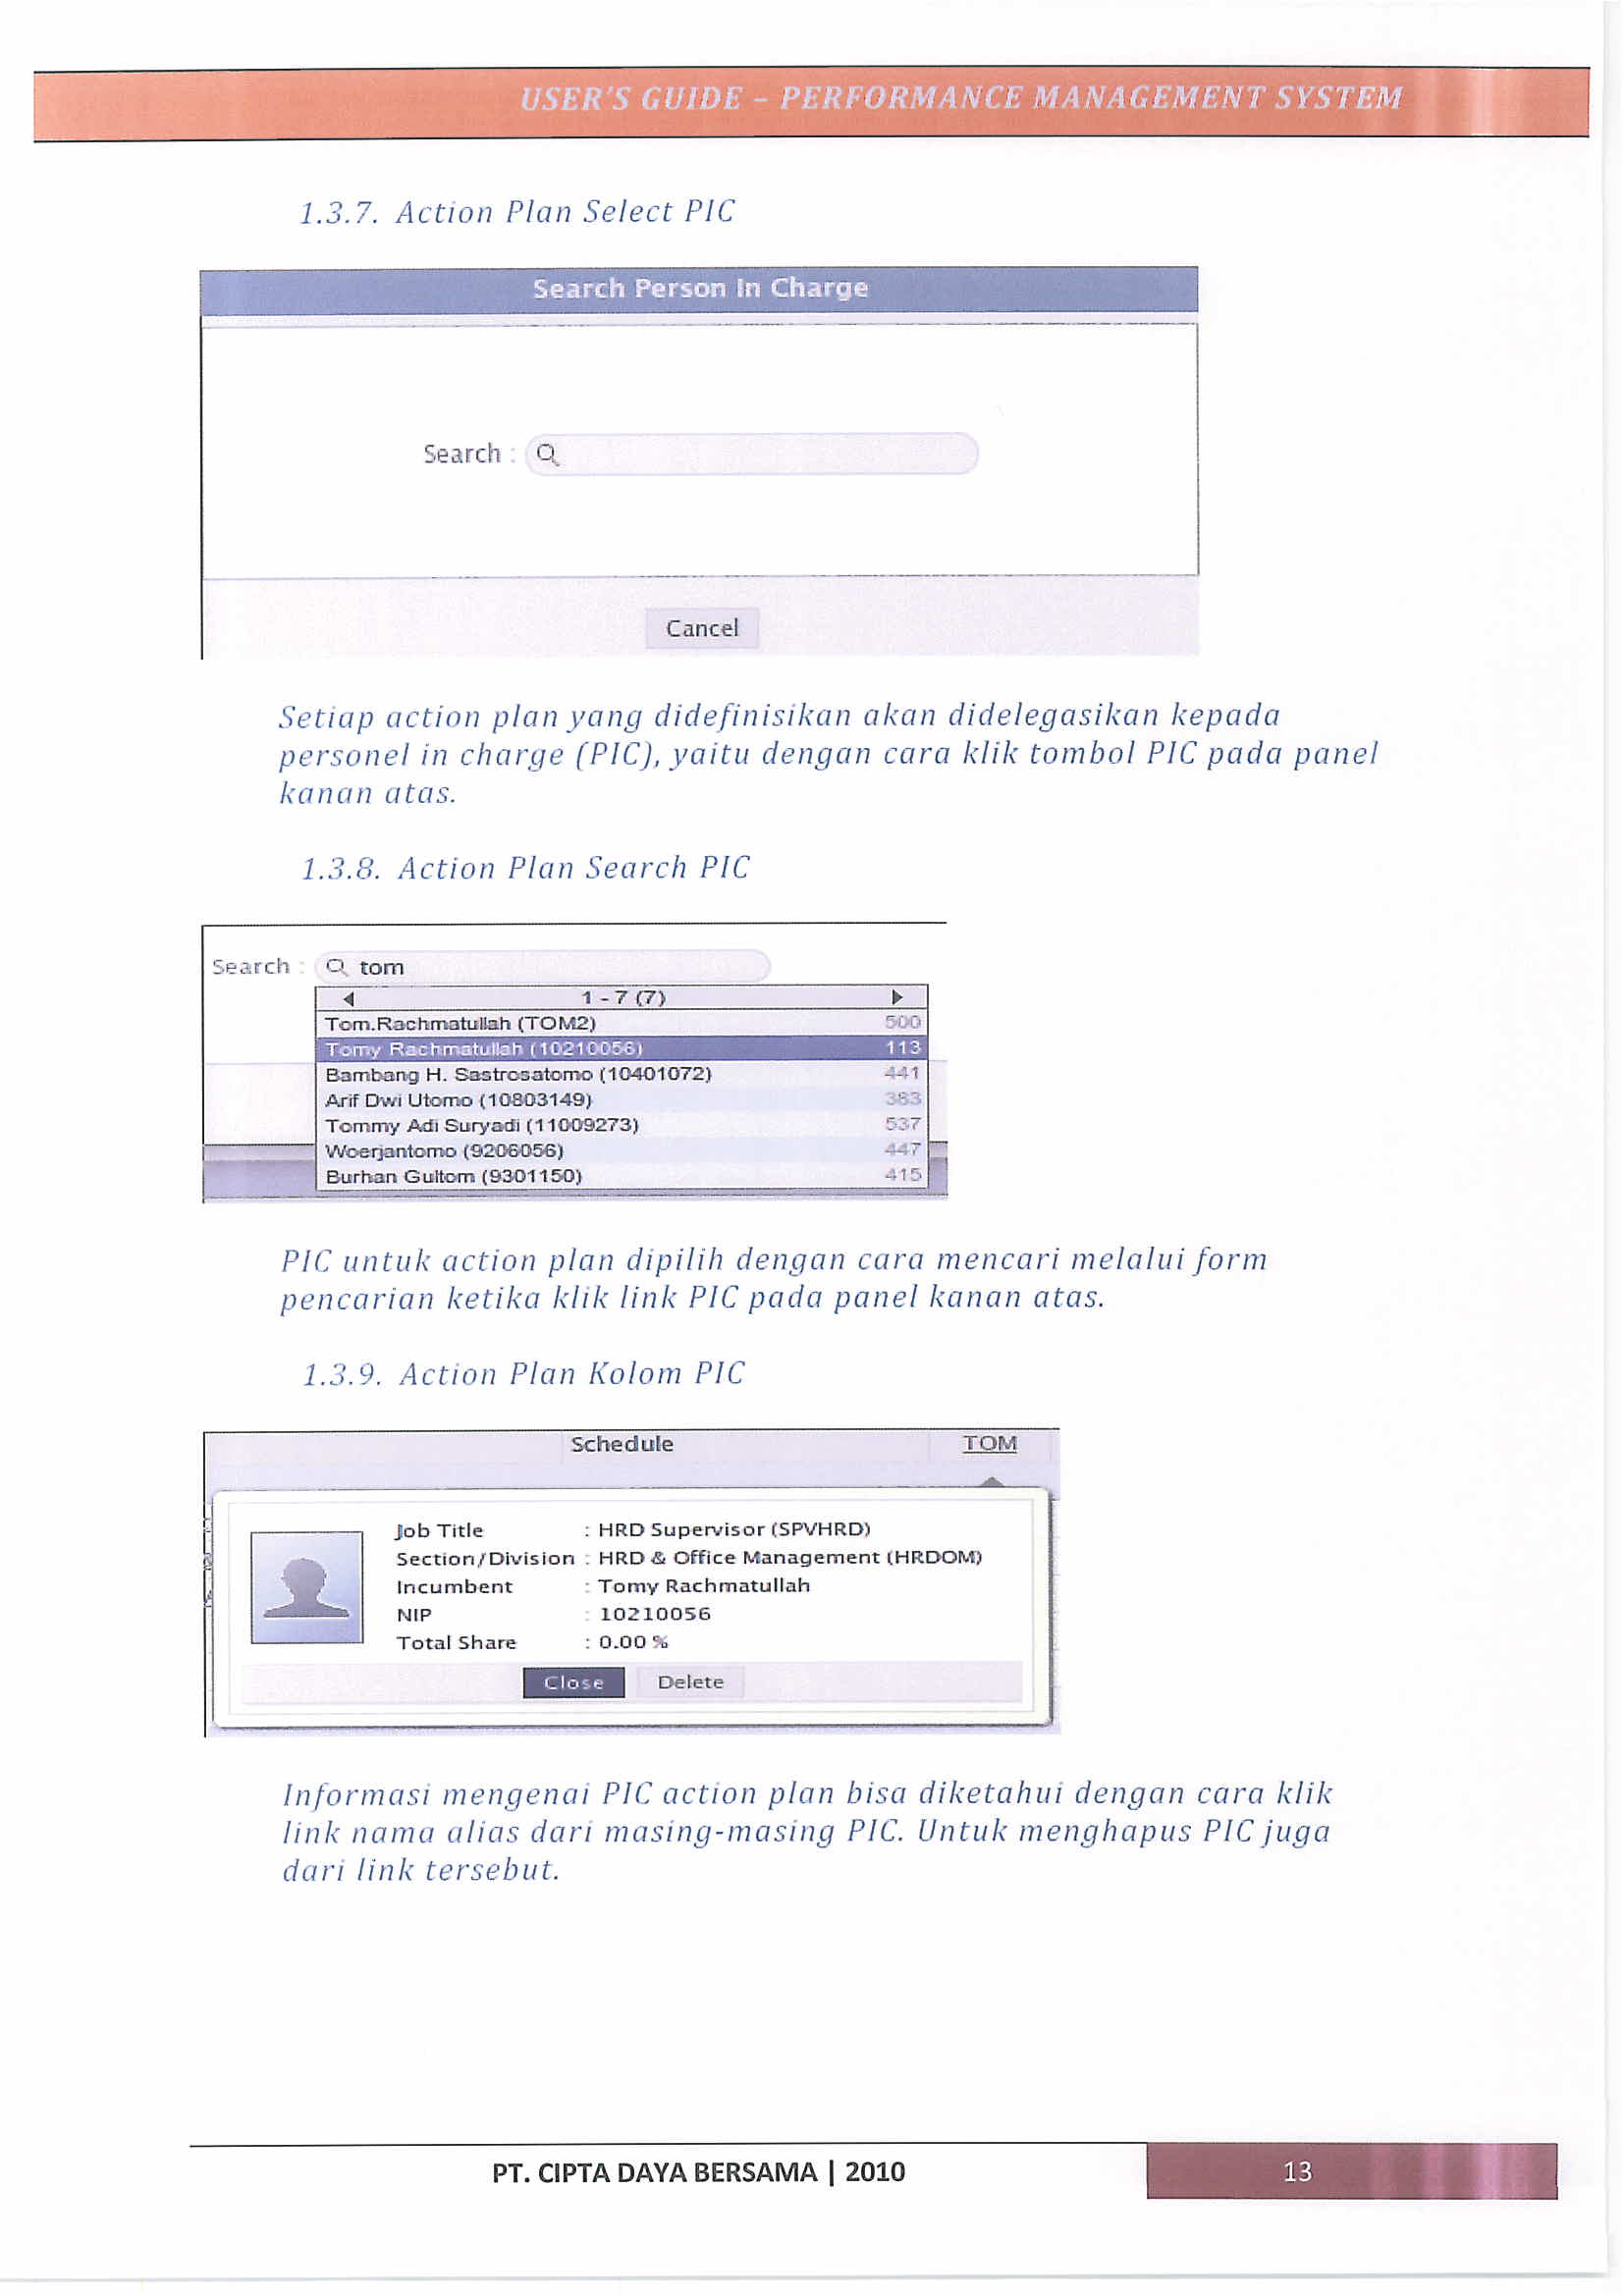 USER'S GUIDE – PERFORMANCE MANAGEMENT SYSTEM
1.3.7. Action Plan Select PIC
Search Person In Charge
Search :
Cancel
Setiap action plan yang didefinisikan akan didelegasikan kepada
personel in charge (PIC), yaitu dengan cara klik tombol PIC pada panel
kanan atas.
1.3.8. Action Plan Search PIC
Search : tom
1 - 7 (7)
Tom.Rachmatullah (TOM2) 500
Tomy Rachmatullah (10210056) 113
Bambang H. Sastrosatomo (10401072) 441
Arif Dwi Utomo (10803149) 383
Tommy Adi Suryadi (11009273) 537
Woerjantomo (9206056) 447
Burhan Gultom (9301150) 415
PIC untuk action plan dipilih dengan cara mencari melalui form
pencarian ketika klik link PIC pada panel kanan atas.
1.3.9. Action Plan Kolom PIC
Schedule TOM
Job Title : HRD Supervisor (SPVHRD)
Section/Division : HRD & Office Management (HRDOM)
Incumbent : Tomy Rachmatullah
NIP : 10210056
Total Share : 0.00 %
Close Delete
Informasi mengenai PIC action plan bisa diketahui dengan cara klik
link nama alias dari masing-masing PIC. Untuk menghapus PIC juga
dari link tersebut.
PT. CIPTA DAYA BERSAMA | 2010 13